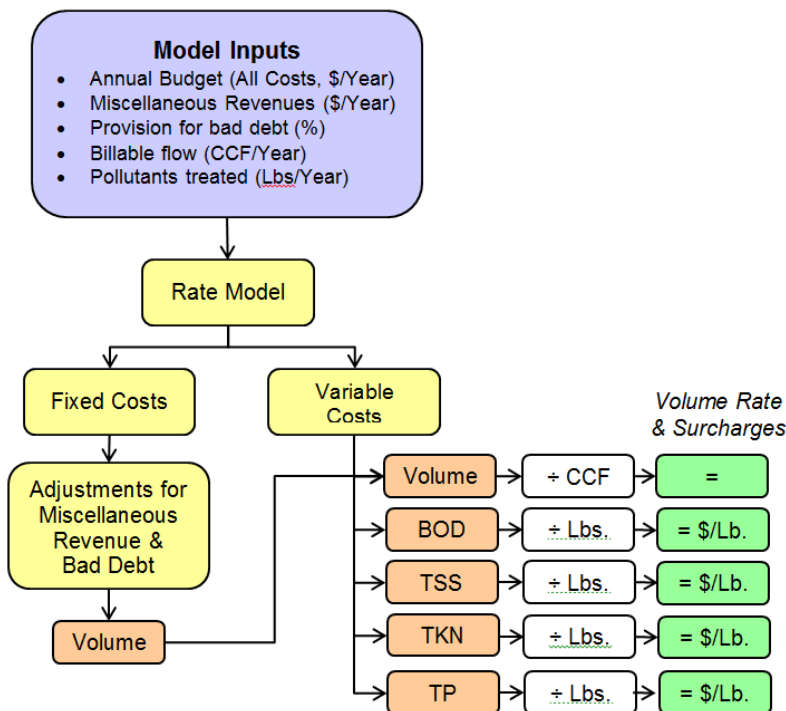 Model Inputs
• Annual Budget (All Costs, $/Year)
• Miscellaneous Revenues ($/Year)
• Provision for bad debt (%)
• Billable flow (CCF/Year)
• Pollutants treated (Lbs/Year)
Rate Model
Fixed Costs
Variable
Costs
Volume Rate
& Surcharges
Adjustments for
Miscellaneous
Revenue &
Bad Debt
Volume
Volume ÷ CCF =
BOD ÷ Lbs. = $/Lb.
TSS ÷ Lbs. = $/Lb.
TKN ÷ Lbs. = $/Lb.
TP ÷ Lbs. = $/Lb.